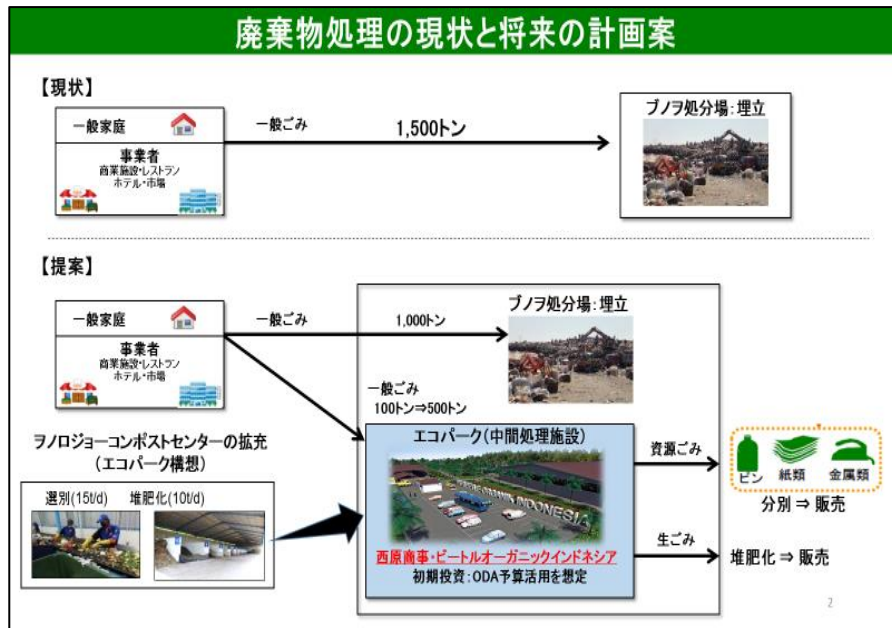 廃棄物処理の現状と将来の計画案
【現状】
一般家庭
事業者
商業施設・レストラン
ホテル・市場
一般ごみ
1,500トン
ブノヲ処分場:埋立
【提案】
一般家庭
事業者
商業施設・レストラン
ホテル・市場
一般ごみ
1,000トン
ブノヲ処分場:埋立
一般ごみ
100トン⇒500トン
ヲノロジョーコンポストセンターの拡充
(エコパーク構想)
選別(15t/d)
堆肥化(10t/d)
エコパーク(中間処理施設)
INDONESIA
西原商事・ビートルオーガニックインドネシア
初期投資:ODA予算活用を想定
資源ごみ
ビン
紙類
金属類
分別 ⇒ 販売
生ごみ
堆肥化 ⇒ 販売
2